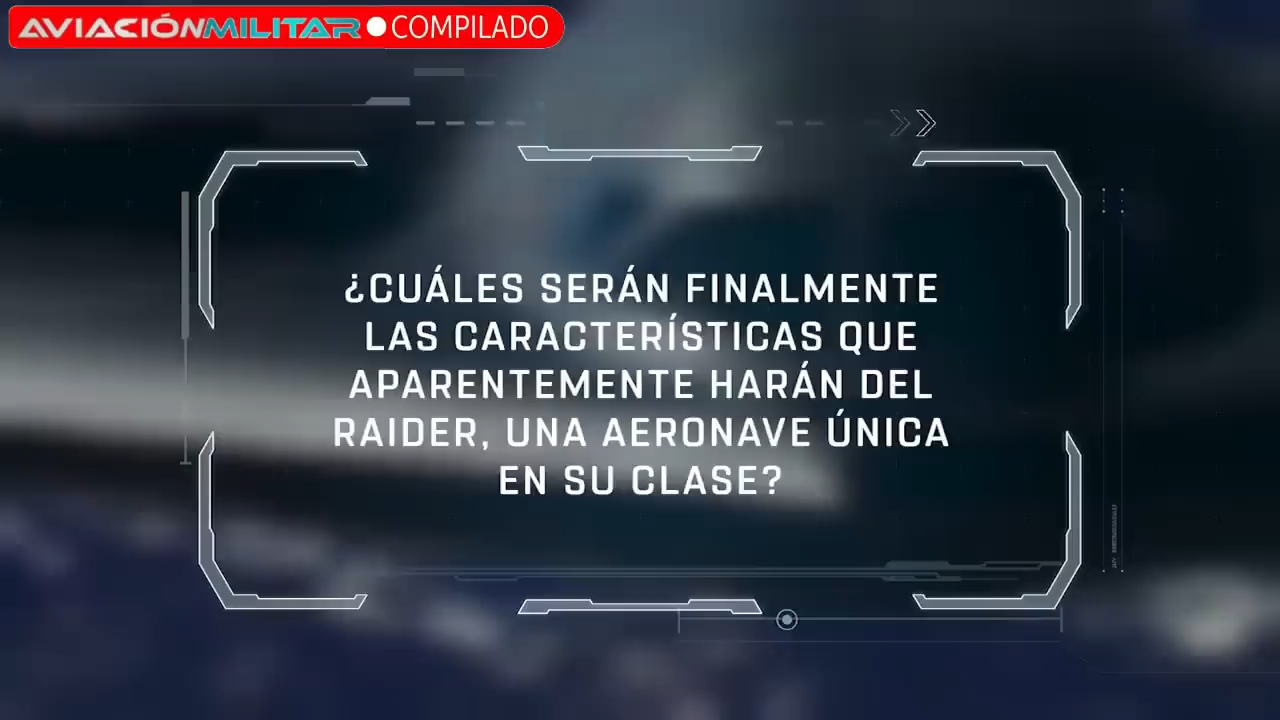 AVIACIÓNMILITAR COMPILADO
¿CUÁLES SERÁN FINALMENTE
LAS CARACTERÍSTICAS QUE
APARENTEMENTE HARÁN DEL
RAIDER, UNA AERONAVE ÚNICA
EN SU CLASE?